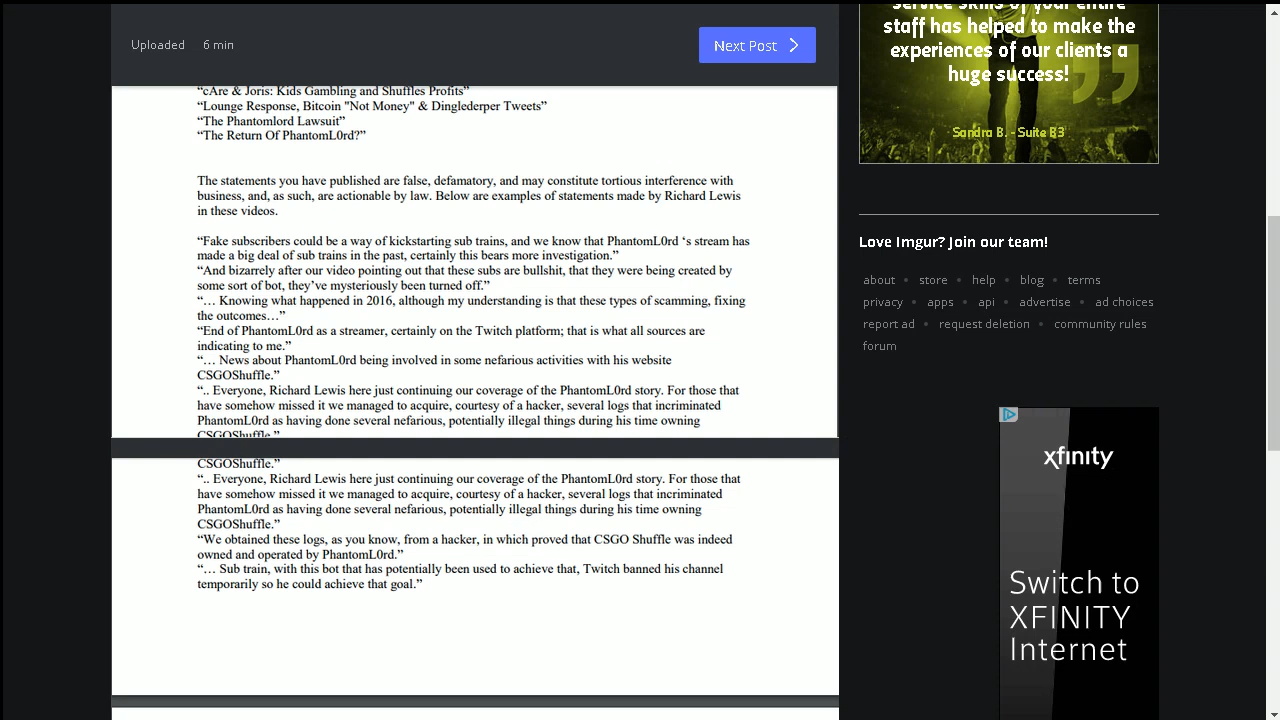 Uploaded 6 min
Next Post
“cAre & Joris: Kids Gambling and Shuffles Profits”
“Lounge Response, Bitcoin "Not Money" & Dinglederper Tweets”
“The Phantomlord Lawsuit”
“The Return Of PhantomL0rd?”
The statements you have published are false, defamatory, and may constitute tortious interference with
business, and, as such, are actionable by law. Below are examples of statements made by Richard Lewis
in these videos.
“Fake subscribers could be a way of kickstarting sub trains, and we know that PhantomL0rd ‘s stream has
made a big deal of sub trains in the past, certainly this bears more investigation.”
“And bizarrely after our video pointing out that these subs are bullshit, that they were being created by
some sort of bot, they’ve mysteriously been turned off.”
“… Knowing what happened in 2016, although my understanding is that these types of scamming, fixing
the outcomes…”
“End of PhantomL0rd as a streamer, certainly on the Twitch platform; that is what all sources are
indicating to me.”
“… News about PhantomL0rd being involved in some nefarious activities with his website
CSGOShuffle.”
“.. Everyone, Richard Lewis here just continuing our coverage of the PhantomL0rd story. For those that
have somehow missed it we managed to acquire, courtesy of a hacker, several logs that incriminated
PhantomL0rd as having done several nefarious, potentially illegal things during his time owning
CSGOShuffle.”
CSGOShuffle.”
“.. Everyone, Richard Lewis here just continuing our coverage of the PhantomL0rd story. For those that
have somehow missed it we managed to acquire, courtesy of a hacker, several logs that incriminated
PhantomL0rd as having done several nefarious, potentially illegal things during his time owning
CSGOShuffle.”
“We obtained these logs, as you know, from a hacker, in which proved that CSGO Shuffle was indeed
owned and operated by PhantomL0rd.”
“… Sub train, with this bot that has potentially been used to achieve that, Twitch banned his channel
temporarily so he could achieve that goal.”
service skills of your entire
staff has helped to make the
experiences of our clients a
huge success!
Sandra B. - Suite B3
Love Imgur? Join our team!
about • store • help • blog • terms
privacy • apps • api • advertise • ad choices
report ad • request deletion • community rules
forum
xfinity
Switch to
XFINITY
Internet